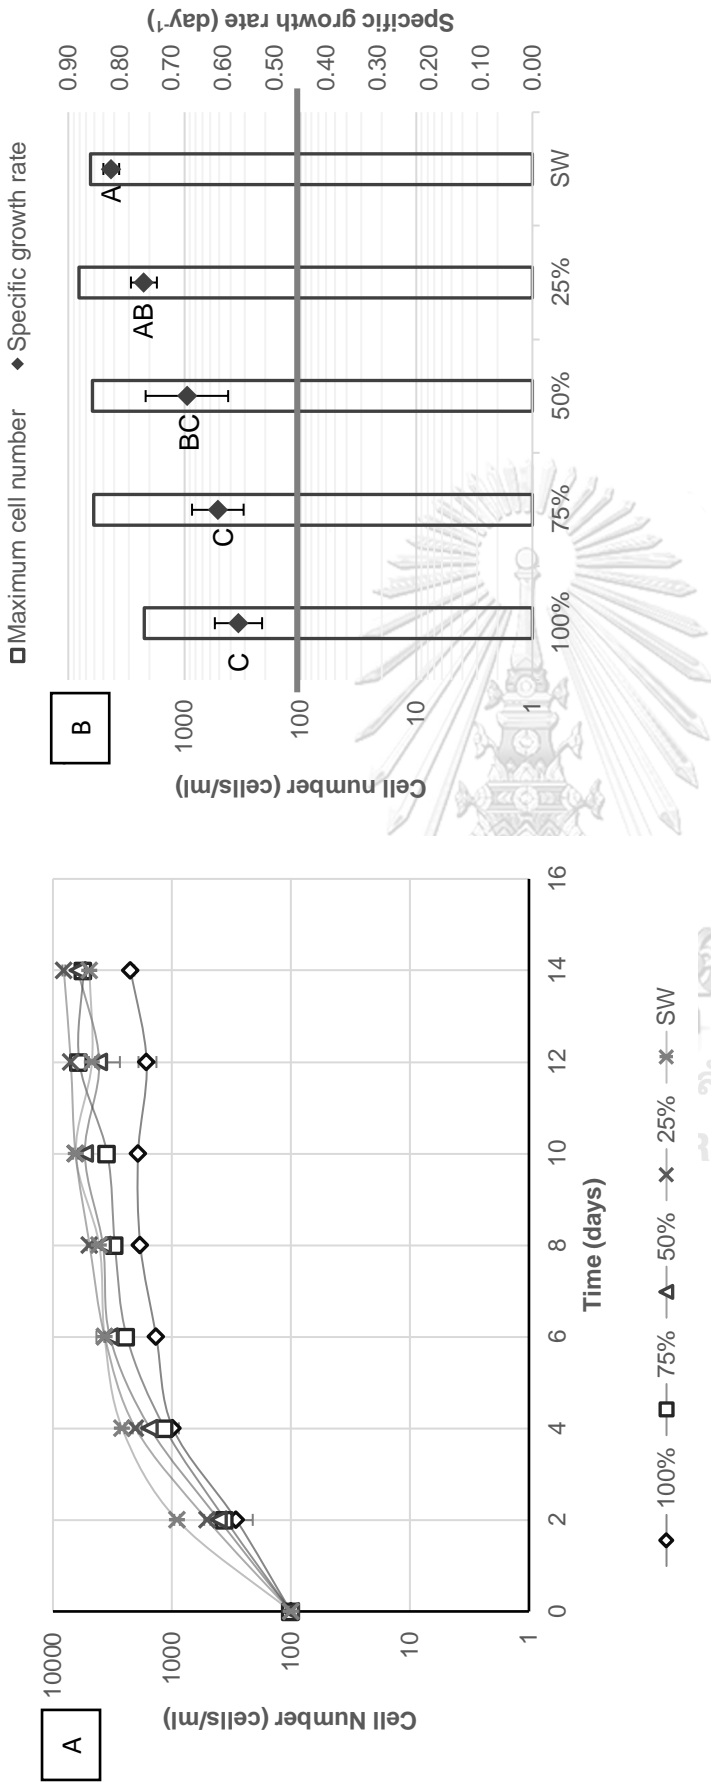 A
Cell Number (cells/ml)
10000
1000
100
10
1
0
2
4
6
8
10
12
14
16
Time (days)
100%
75%
50%
25%
SW
B
Maximum cell number
Specific growth rate
Cell number (cells/ml)
1000
100
10
1
C
C
BC
AB
A
100%
75%
50%
25%
SW
0.90
0.80
0.70
0.60
0.50
0.40
0.30
0.20
0.10
0.00
Specific growth rate (day-1)